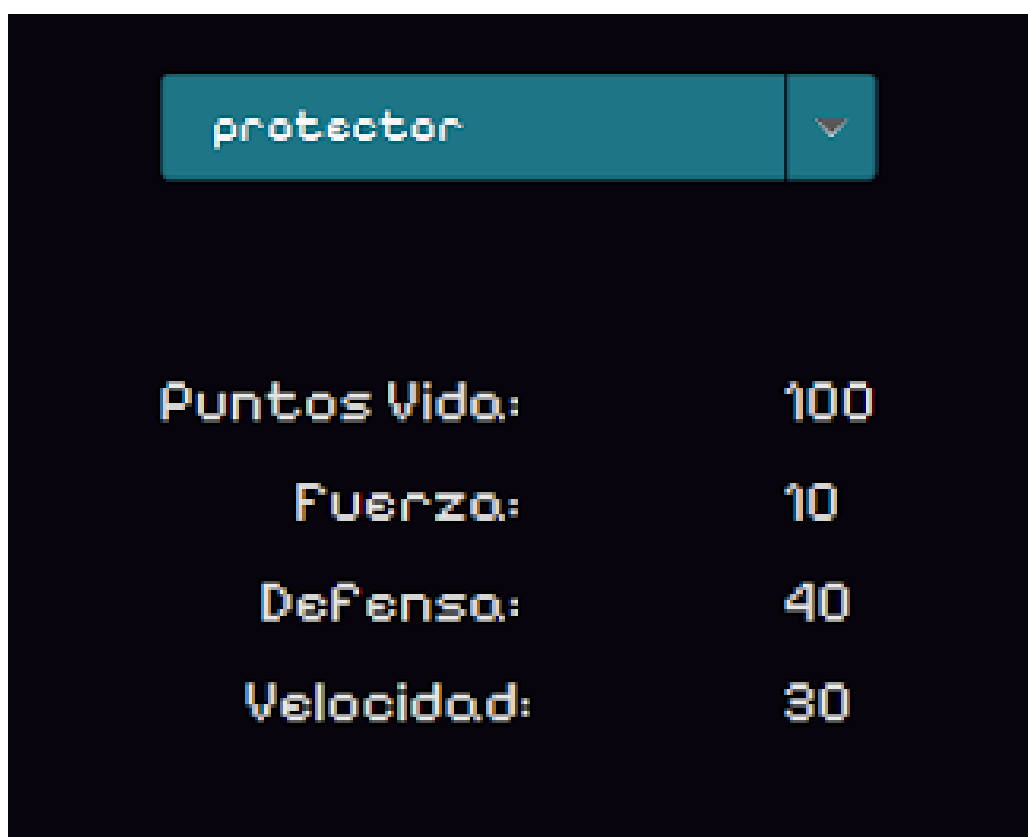 protector
Puntos Vida: 100
Fuerza: 10
Defensa: 40
Velocidad: 30